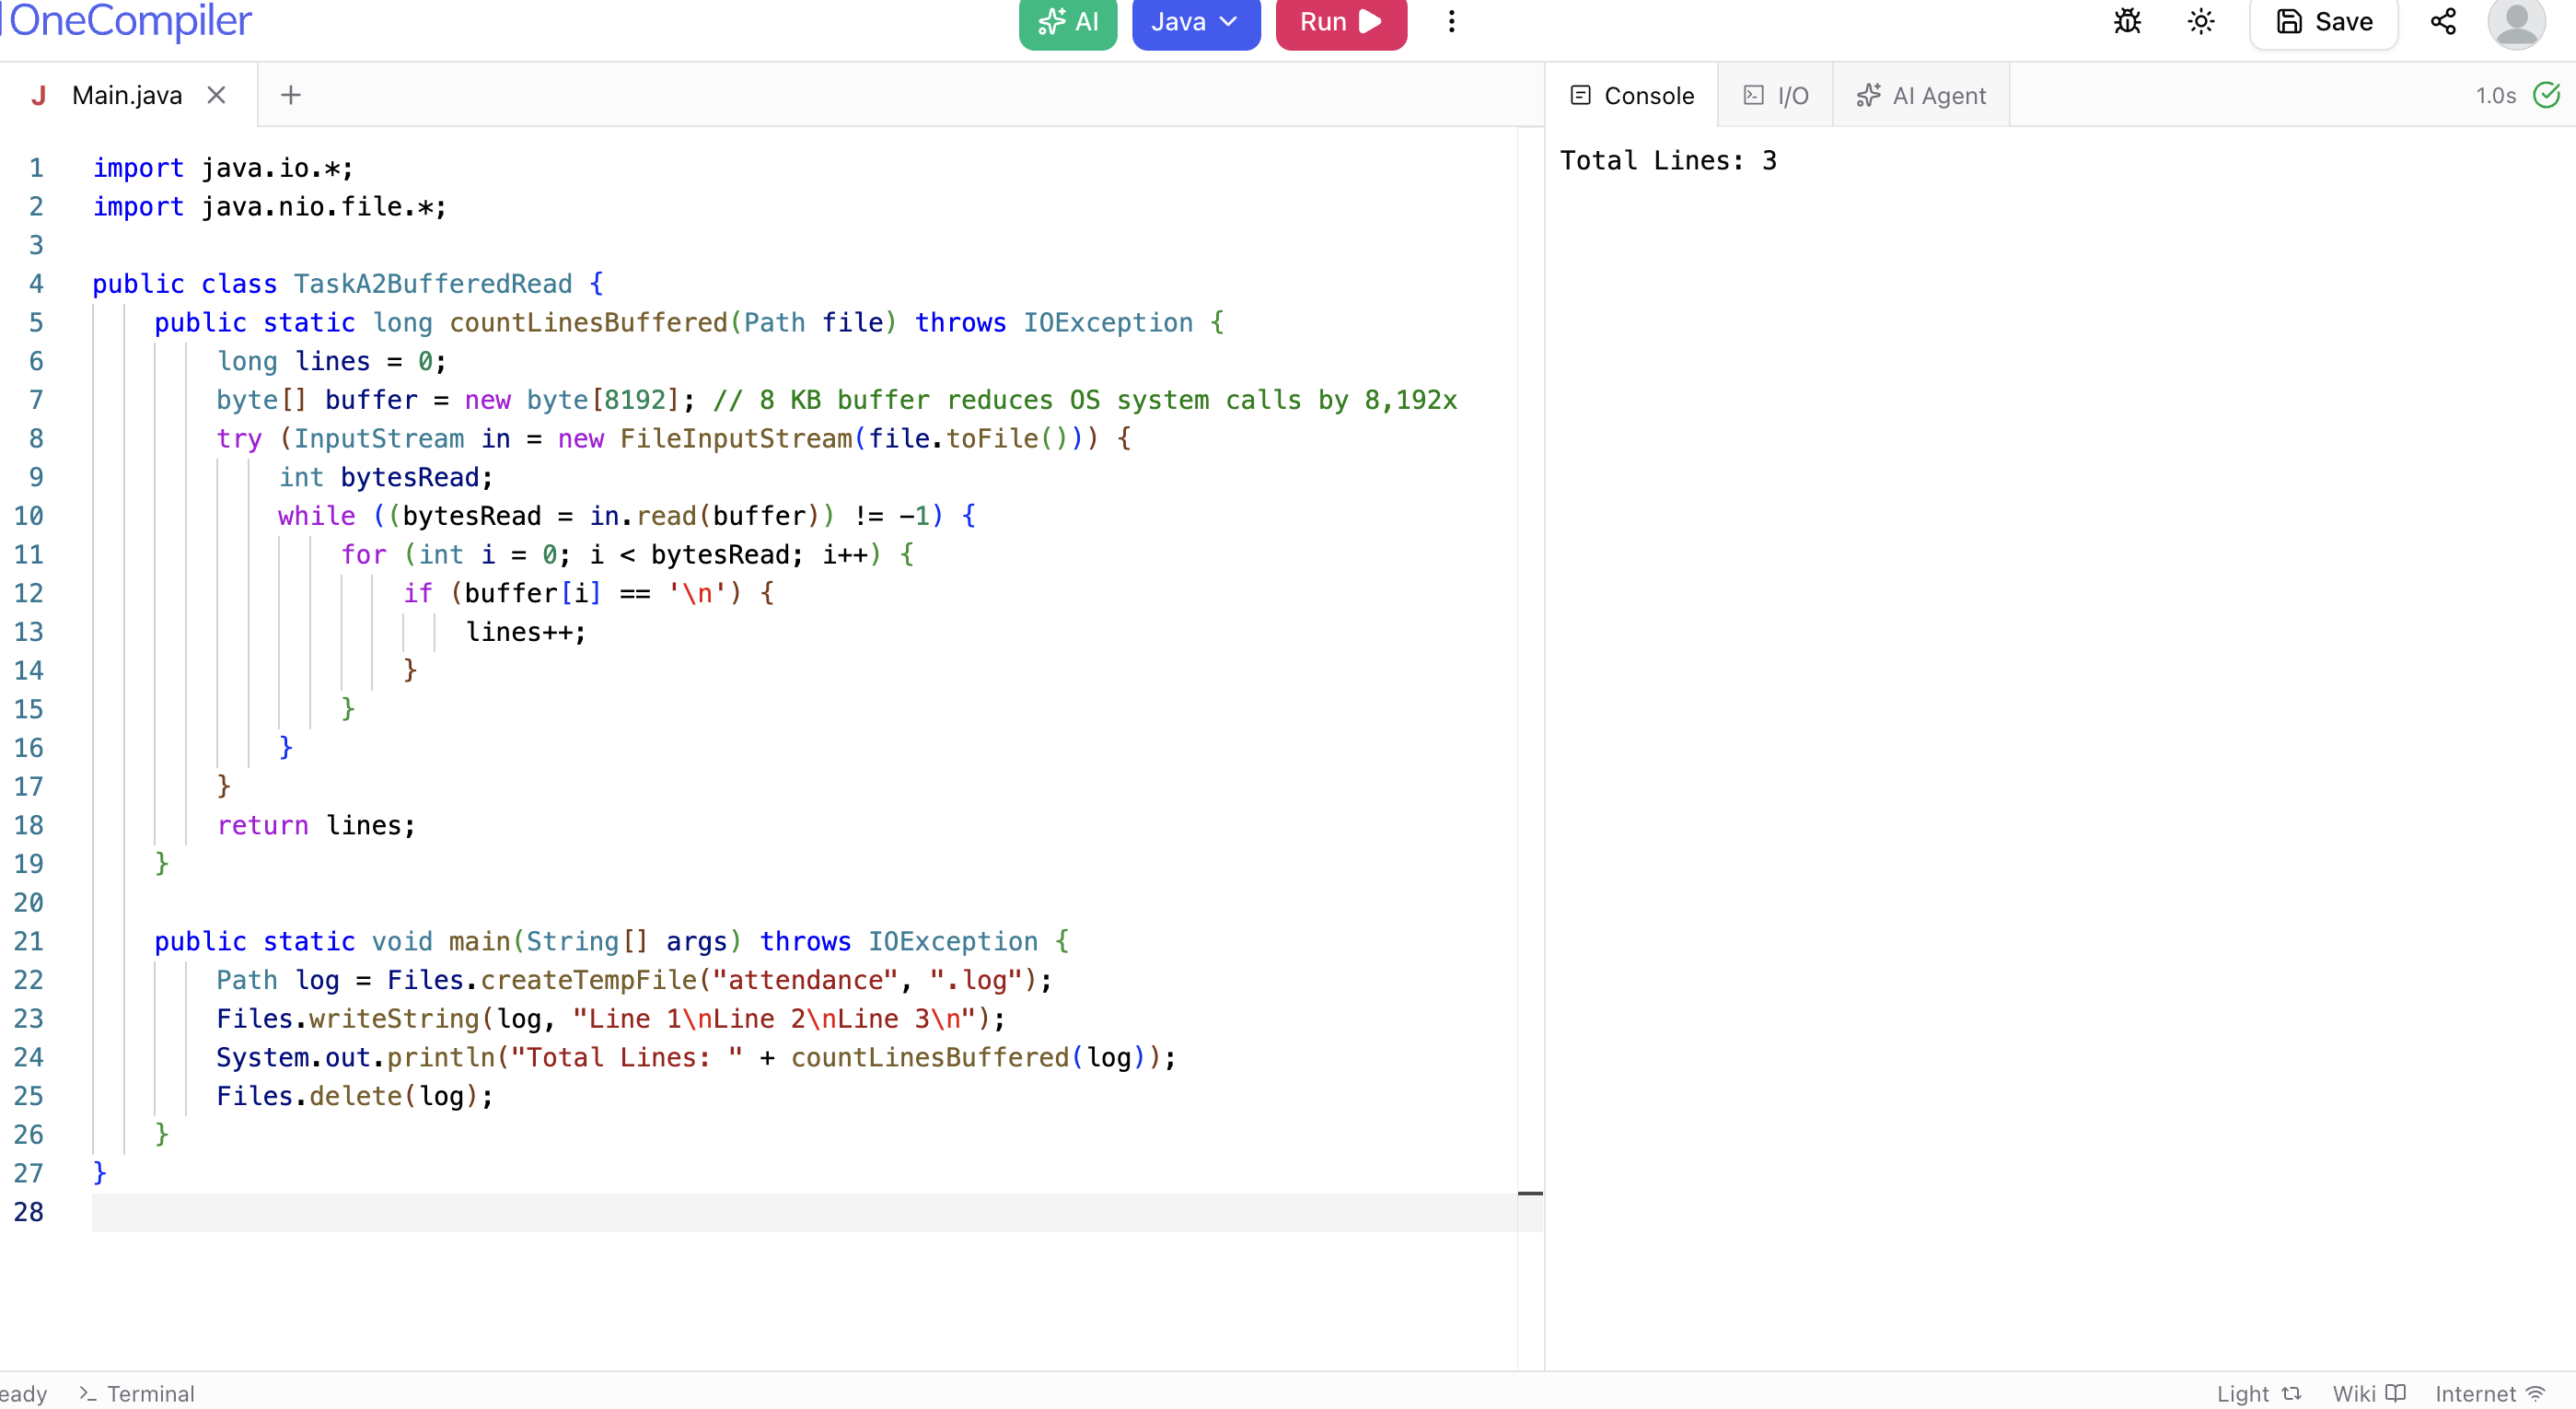 OneCompiler
AI
Java
Run
Save
J Main.java
Console
I/O
AI Agent
1.0s
1 import java.io.*;
2 import java.nio.file.*;
3
4 public class TaskA2BufferedRead {
5     public static long countLinesBuffered(Path file) throws IOException {
6         long lines = 0;
7         byte[] buffer = new byte[8192]; // 8 KB buffer reduces OS system calls by 8,192x
8         try (InputStream in = new FileInputStream(file.toFile())) {
9             int bytesRead;
10             while ((bytesRead = in.read(buffer)) != -1) {
11                 for (int i = 0; i < bytesRead; i++) {
12                     if (buffer[i] == '\n') {
13                         lines++;
14                     }
15                 }
16             }
17         }
18         return lines;
19     }
20
21     public static void main(String[] args) throws IOException {
22         Path log = Files.createTempFile("attendance", ".log");
23         Files.writeString(log, "Line 1\nLine 2\nLine 3\n");
24         System.out.println("Total Lines: " + countLinesBuffered(log));
25         Files.delete(log);
26     }
27 }
28
Total Lines: 3
eady
Terminal
Light
Wiki
Internet